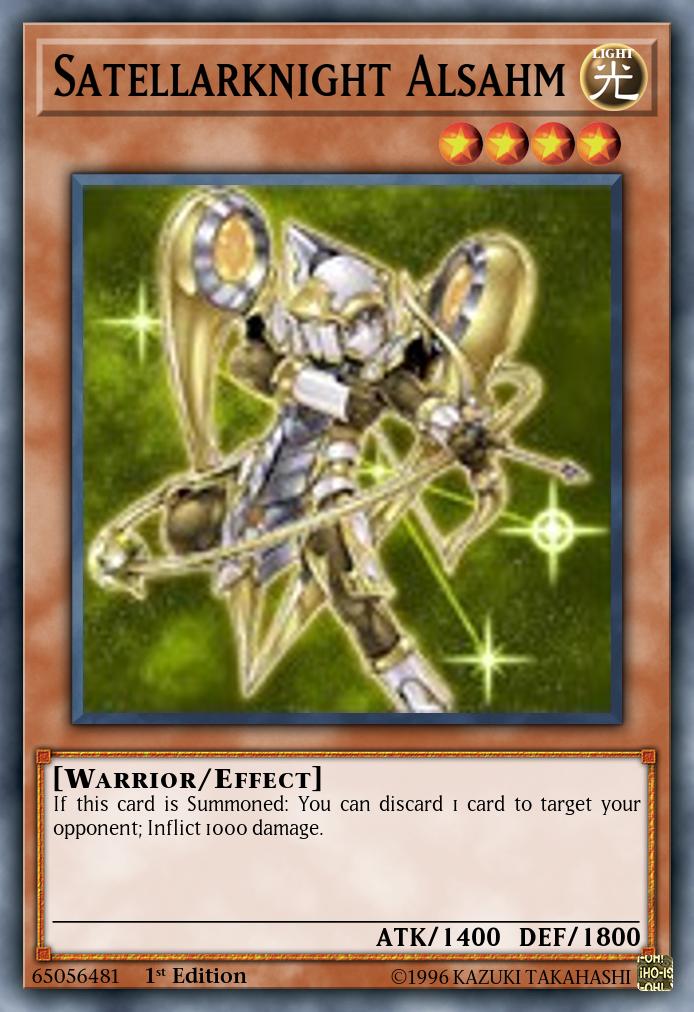 Satellarknight Alsahm
LIGHT
光
[Warrior/Effect]
If this card is Summoned: You can discard 1 card to target your
opponent; Inflict 1000 damage.
ATK/1400 DEF/1800
65056481 1st Edition ©1996 KAZUKI TAKAHASHI